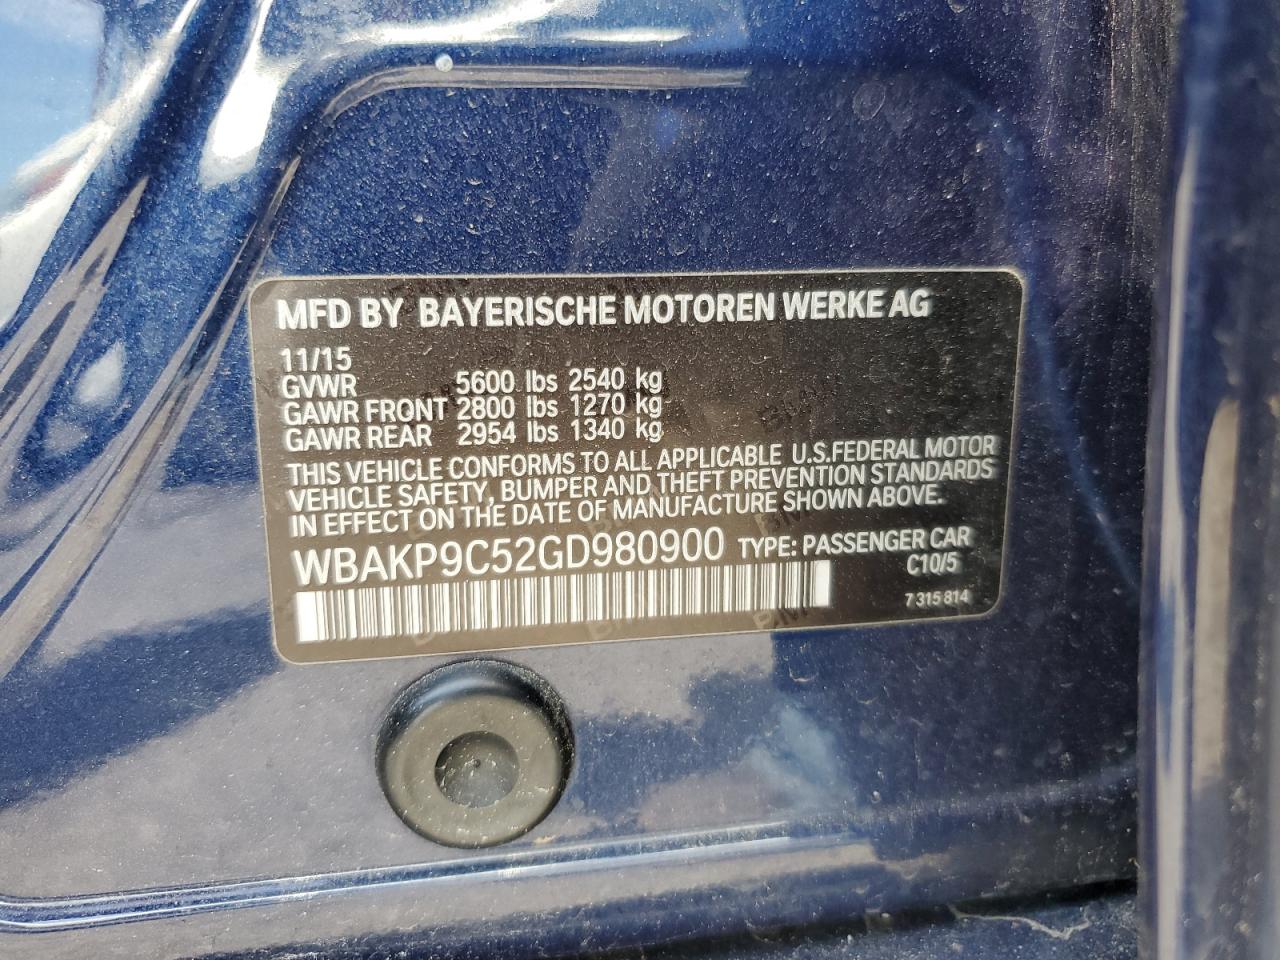 MFD BY BAYERISCHE MOTOREN WERKE AG
11/15
GVWR 5600 lbs 2540 kg
GAWR FRONT 2800 lbs 1270 kg
GAWR REAR 2954 lbs 1340 kg
THIS VEHICLE CONFORMS TO ALL APPLICABLE U.S.FEDERAL MOTOR
VEHICLE SAFETY, BUMPER AND THEFT PREVENTION STANDARDS
IN EFFECT ON THE DATE OF MANUFACTURE SHOWN ABOVE.
WBAKP9C52GD980900 TYPE: PASSENGER CAR
C10/5
7 315 814